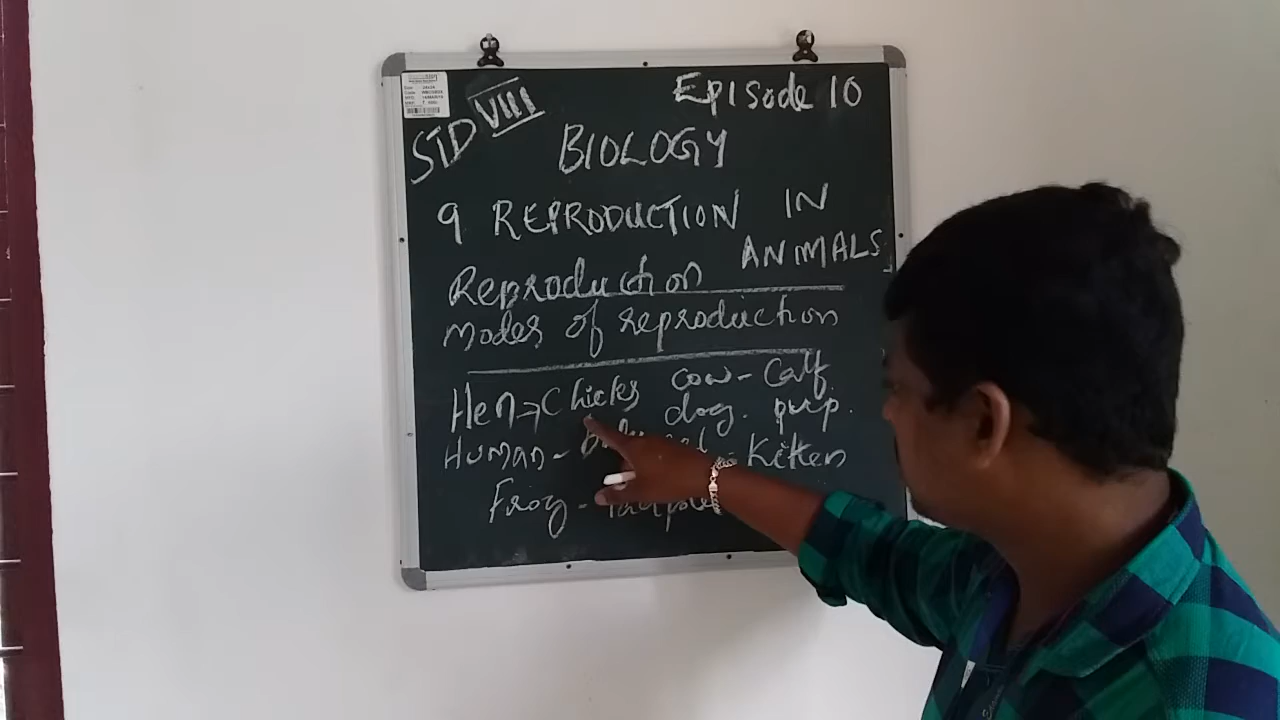 Episode 10
STD VIII
BIOLOGY
9 REPRODUCTION IN
ANIMALS
Reproduction
modes of reproduction
Hen → Chicks cow - Calf
Human - dog. pup.
Kitten
Frog -